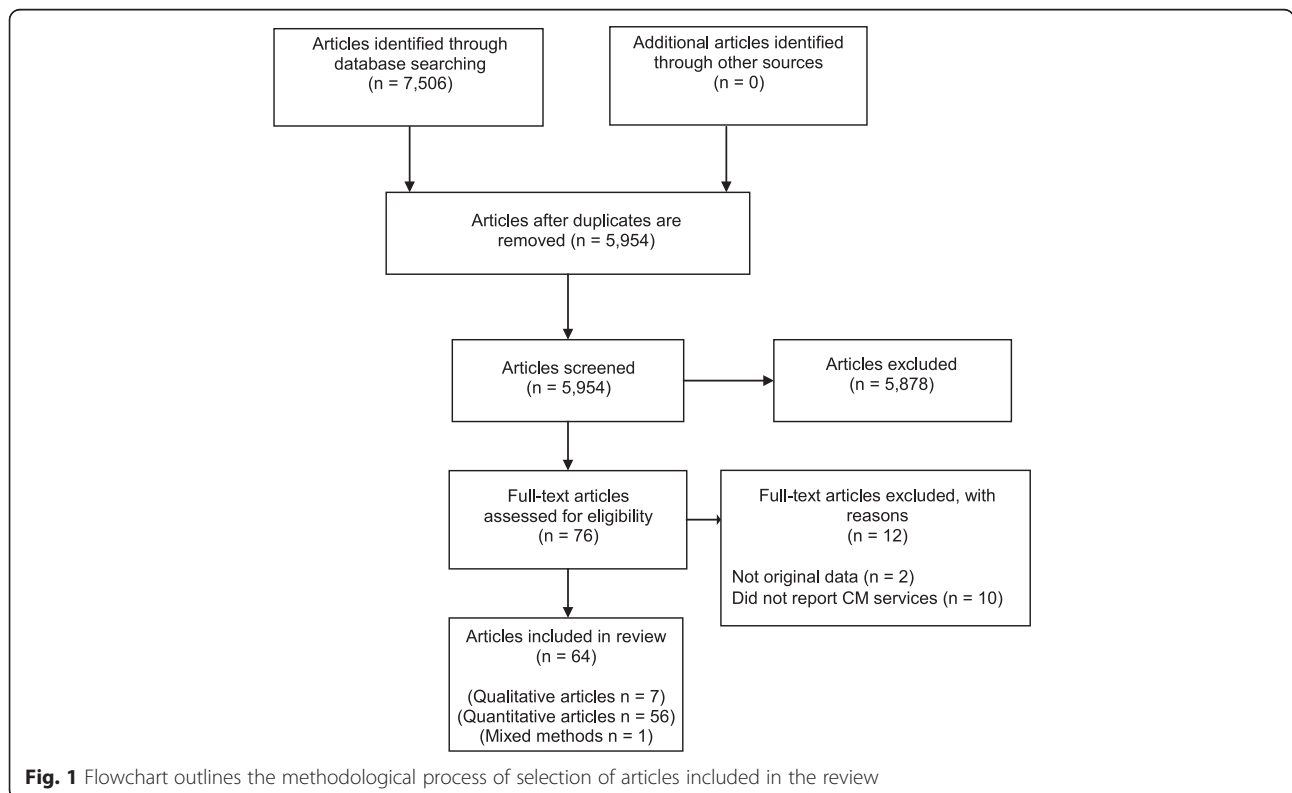 Articles identified through
database searching
(n = 7,506)
Additional articles identified
through other sources
(n = 0)
Articles after duplicates are
removed (n = 5,954)
Articles screened
(n = 5,954)
Articles excluded
(n = 5,878)
Full-text articles
assessed for eligibility
(n = 76)
Full-text articles excluded, with
reasons
(n = 12)
Not original data (n = 2)
Did not report CM services (n = 10)
Articles included in review
(n = 64)
(Qualitative articles n = 7)
(Quantitative articles n = 56)
(Mixed methods n = 1)
Fig. 1 Flowchart outlines the methodological process of selection of articles included in the review